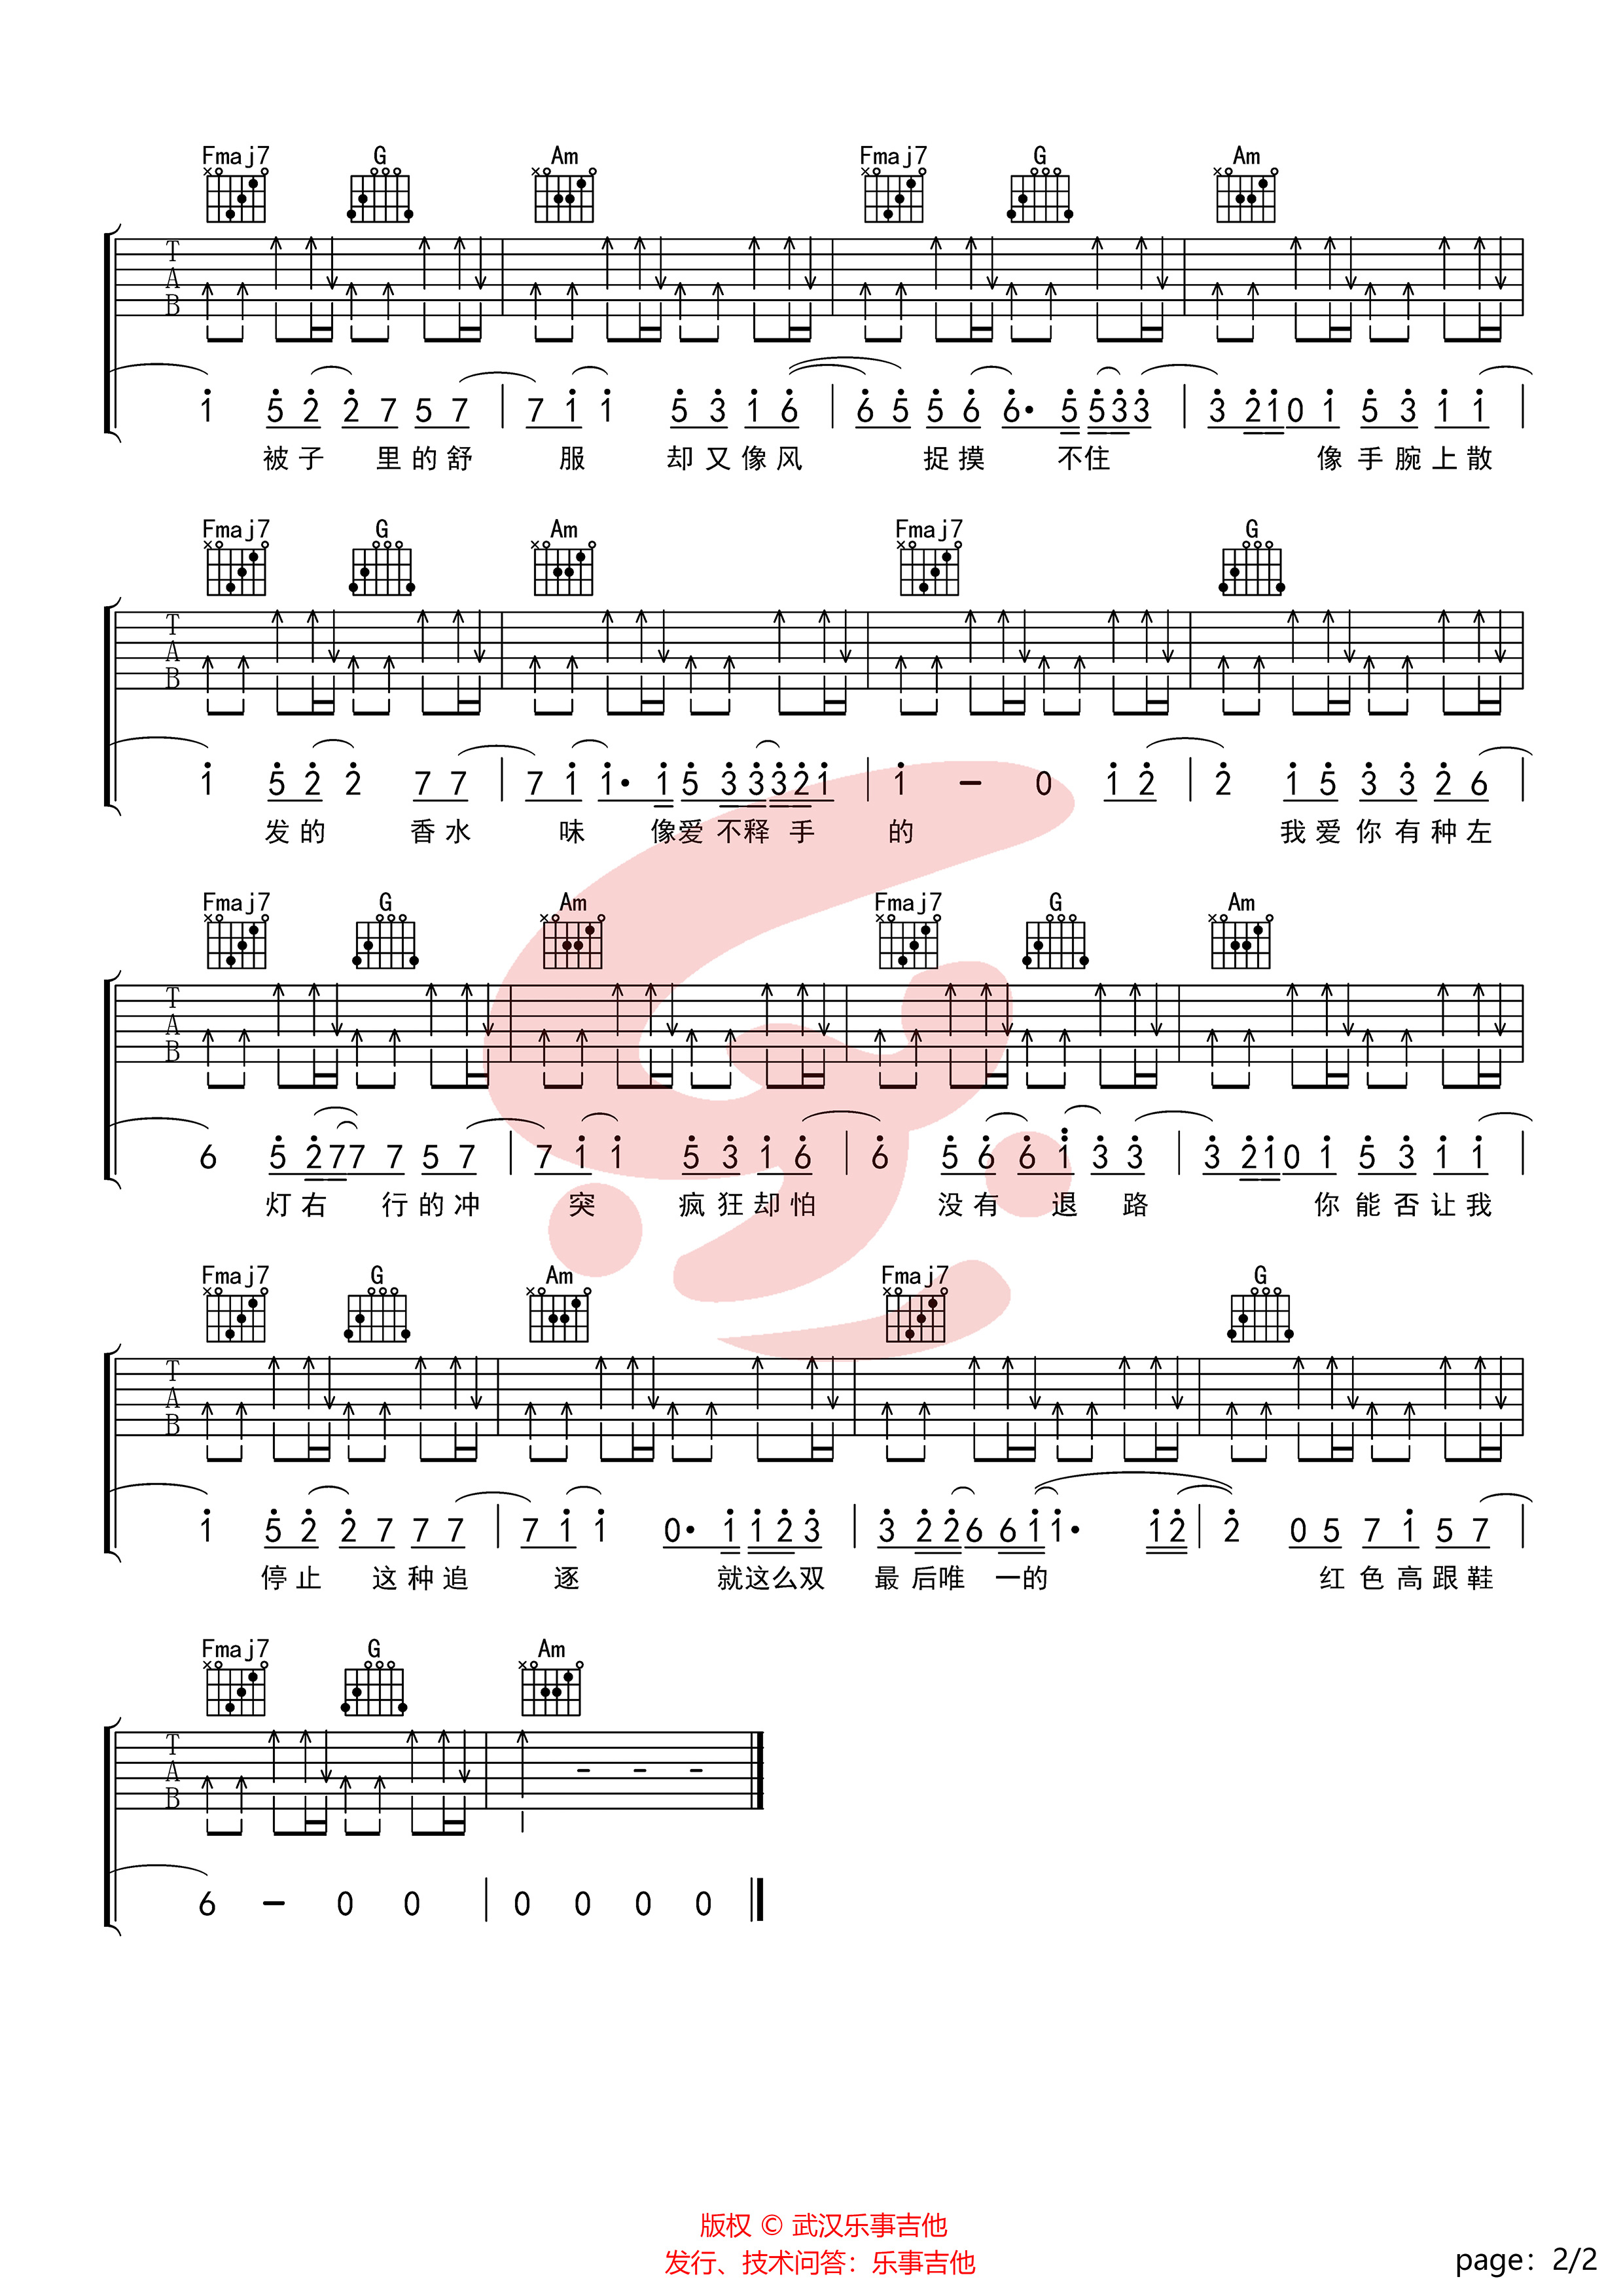 Fmaj7 G Am Fmaj7 G Am
T
A
B
1 5 2 2 7 5 7 7 1 1 5 3 1 6 6 5 5 6 6· 5 5 3 3 3 2 1 0 1 5 3 1 1
被子 里的舒 服 却又像风 捉摸 不住 像手腕上散
Fmaj7 G Am Fmaj7 G
T
A
B
1 5 2 2 7 7 7 1 1· 1 5 3 3 3 2 1 1 - 0 1 2 2 1 5 3 3 2 6
发的 香水 味 像爱不释手 的 我爱你有种左
Fmaj7 G Am Fmaj7 G Am
T
A
B
6 5 2 7 7 7 5 7 7 1 1 5 3 1 6 6 5 6 6 1 3 3 3 2 1 0 1 5 3 1 1
灯右 行的冲 突 疯狂却怕 没有 退 路 你能否让我
Fmaj7 G Am Fmaj7 G
T
A
B
1 5 2 2 7 7 7 7 1 1 0· 1 1 2 3 3 2 2 6 6 1 1· 1 2 2 0 5 7 1 5 7
停止 这种追 逐 就这么双 最后唯 一的 红色高跟鞋
Fmaj7 G Am
T
A
B
- - -
6 - 0 0 0 0 0 0
版权 © 武汉乐事吉他
发行、技术问答：乐事吉他
page：2/2